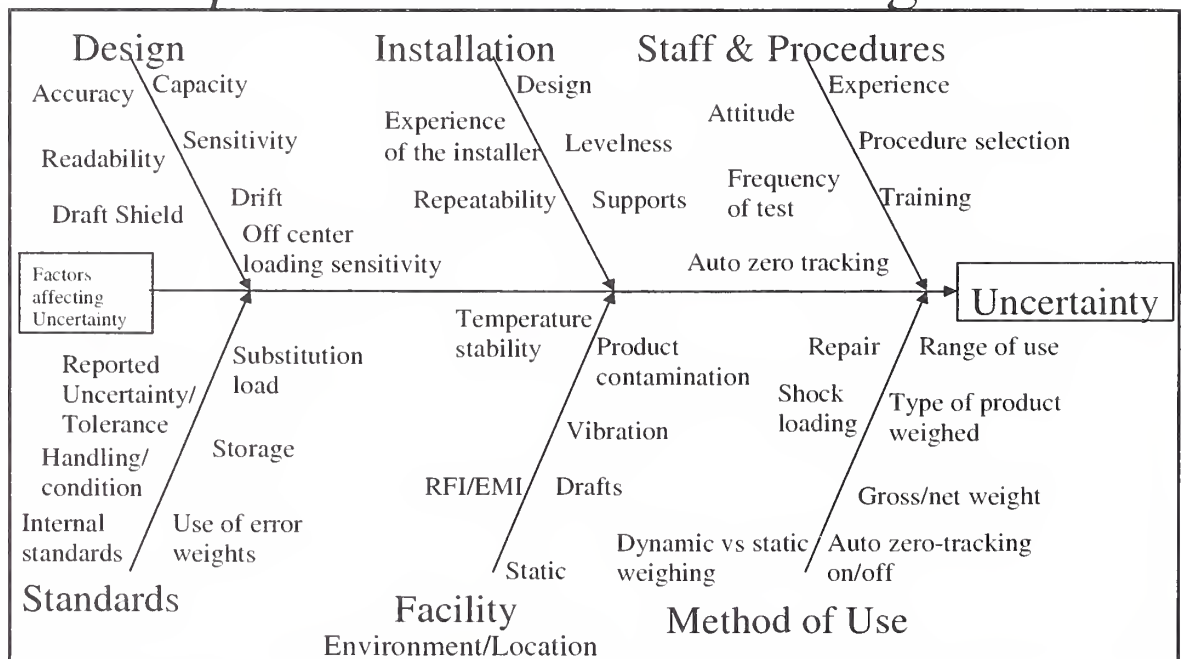 Design
Installation
Staff & Procedures
Accuracy
Capacity
Sensitivity
Readability
Drift
Draft Shield
Off center
loading sensitivity
Design
Experience
of the installer
Levelness
Repeatability
Supports
Experience
Attitude
Procedure selection
Frequency
of test
Training
Auto zero tracking
Factors
affecting
Uncertainty
Uncertainty
Reported
Uncertainty/
Tolerance
Substitution
load
Handling/
condition
Storage
Internal
standards
Use of error
weights
Standards
Temperature
stability
Product
contamination
Vibration
RFI/EMI
Drafts
Static
Facility
Environment/Location
Repair
Range of use
Shock
loading
Type of product
weighed
Gross/net weight
Dynamic vs static
weighing
Auto zero-tracking
on/off
Method of Use